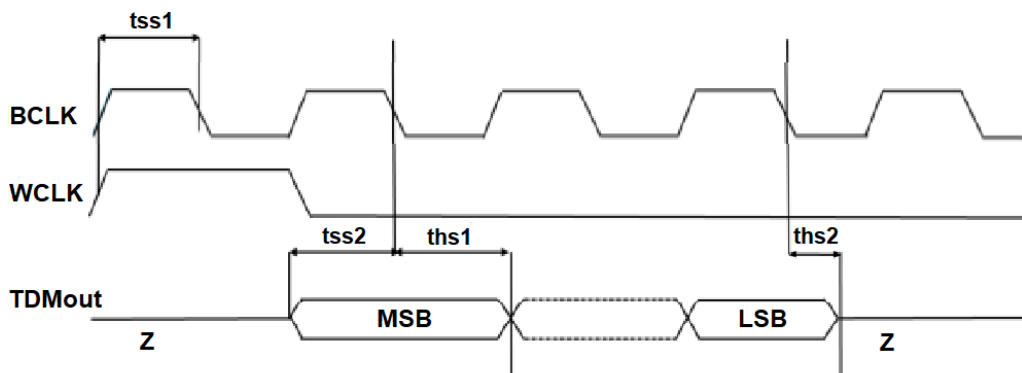 tss1
BCLK
WCLK
tss2 ths1 ths2
TDMout MSB LSB
Z Z